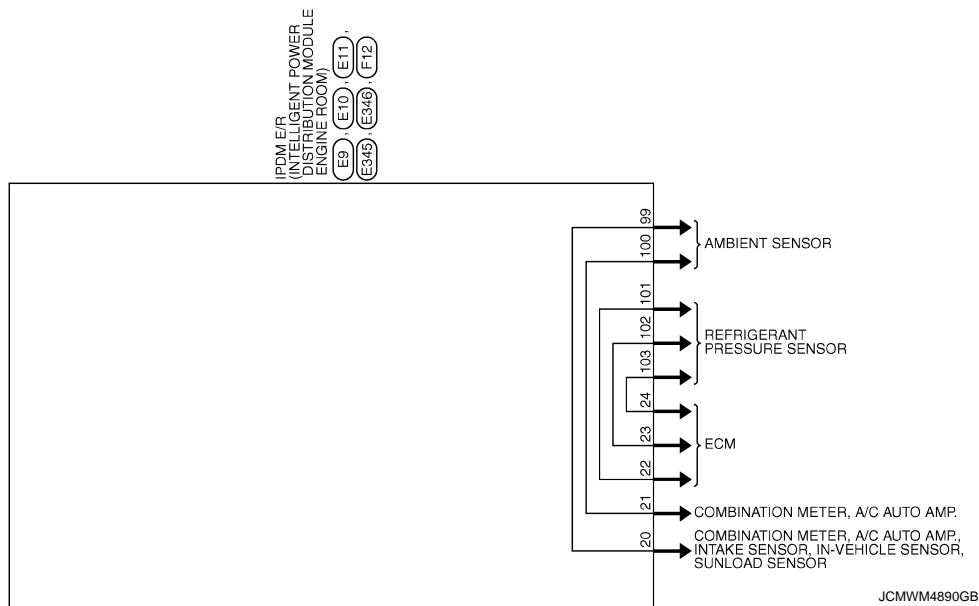 IPDM E/R
(INTELLIGENT POWER
DISTRIBUTION MODULE
ENGINE ROOM)
E9 , E10 , E11 ,
E345 , E346 , F12
99
100
AMBIENT SENSOR
101
102
103
REFRIGERANT
PRESSURE SENSOR
24
23
22
ECM
21
COMBINATION METER, A/C AUTO AMP.
20
COMBINATION METER, A/C AUTO AMP.,
INTAKE SENSOR, IN-VEHICLE SENSOR,
SUNLOAD SENSOR
JCMWM4890GB